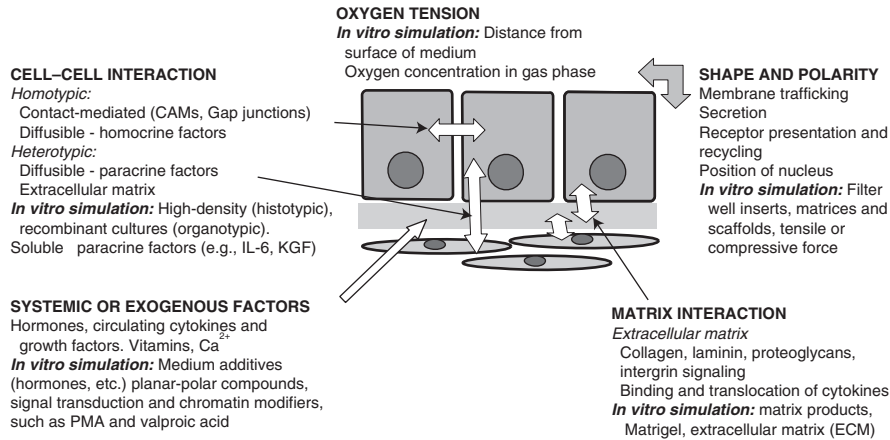 OXYGEN TENSION
In vitro simulation: Distance from
surface of medium
Oxygen concentration in gas phase
CELL–CELL INTERACTION
Homotypic:
Contact-mediated (CAMs, Gap junctions)
Diffusible - homocrine factors
Heterotypic:
Diffusible - paracrine factors
Extracellular matrix
In vitro simulation: High-density (histotypic),
recombinant cultures (organotypic).
Soluble paracrine factors (e.g., IL-6, KGF)
SHAPE AND POLARITY
Membrane trafficking
Secretion
Receptor presentation and
recycling
Position of nucleus
In vitro simulation: Filter
well inserts, matrices and
scaffolds, tensile or
compressive force
SYSTEMIC OR EXOGENOUS FACTORS
Hormones, circulating cytokines and
growth factors. Vitamins, Ca2+
In vitro simulation: Medium additives
(hormones, etc.) planar-polar compounds,
signal transduction and chromatin modifiers,
such as PMA and valproic acid
MATRIX INTERACTION
Extracellular matrix
Collagen, laminin, proteoglycans,
intergrin signaling
Binding and translocation of cytokines
In vitro simulation: matrix products,
Matrigel, extracellular matrix (ECM)